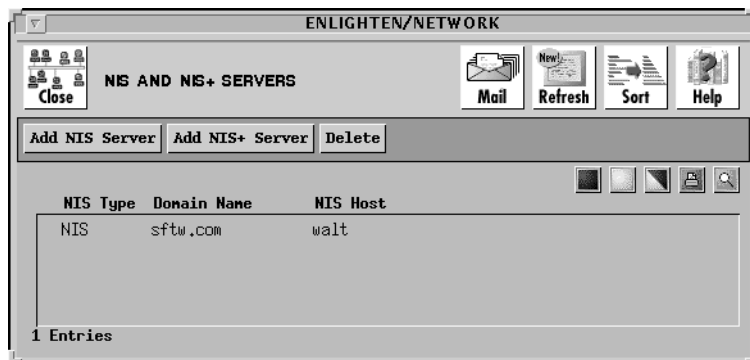 ENLIGHTEN/NETWORK
Close
NIS AND NIS+ SERVERS
Mail
New!
Refresh
Sort
Help
Add NIS Server
Add NIS+ Server
Delete
NIS Type Domain Name NIS Host
NIS sftw.com walt
1 Entries